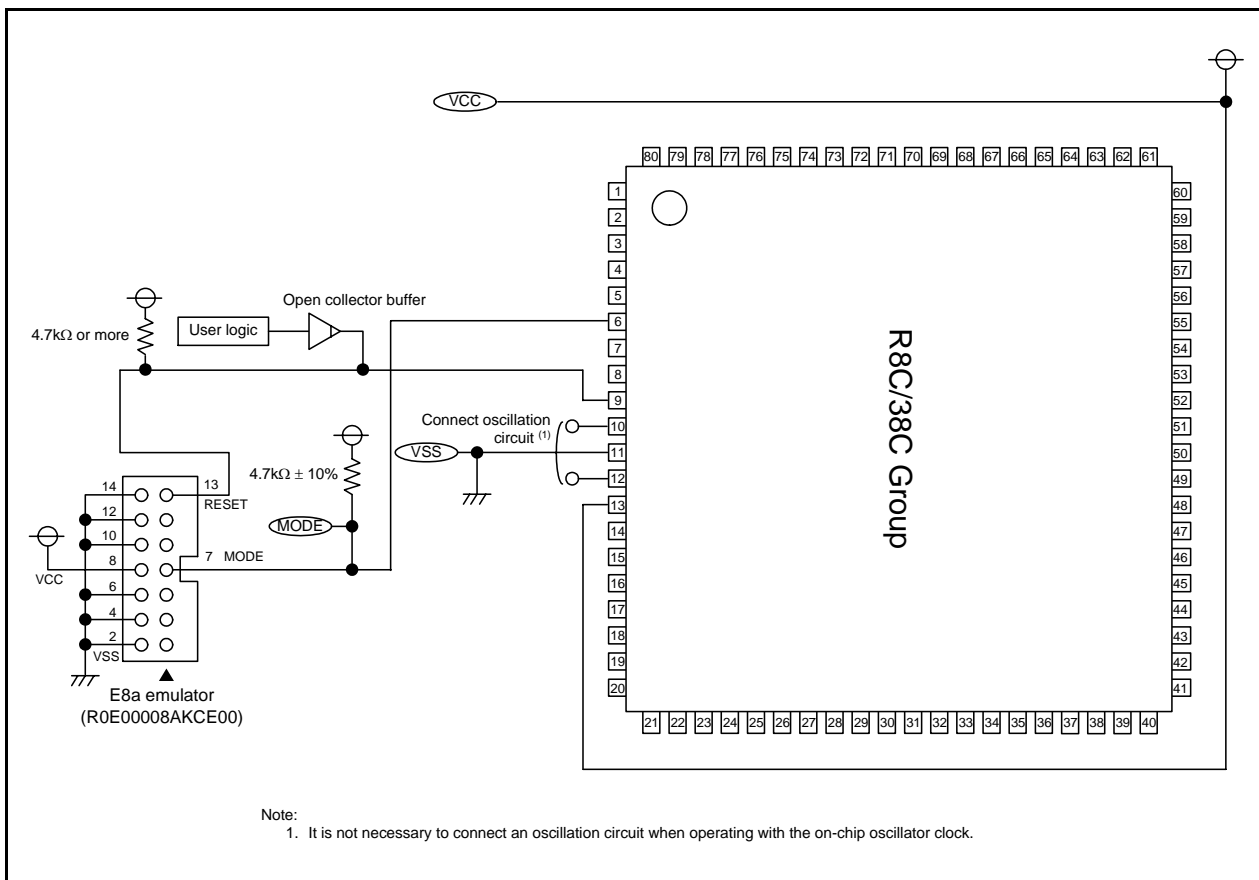 VCC
80 79 78 77 76 75 74 73 72 71 70 69 68 67 66 65 64 63 62 61
1
2
3
4
5
6
7
8
9
10
11
12
13
14
15
16
17
18
19
20
60
59
58
57
56
55
54
53
52
51
50
49
48
47
46
45
44
43
42
41
21 22 23 24 25 26 27 28 29 30 31 32 33 34 35 36 37 38 39 40
R8C/38C Group
Open collector buffer
User logic
4.7kΩ or more
Connect oscillation
circuit (1)
VSS
4.7kΩ ± 10%
MODE
14
13
RESET
12
10
8
7 MODE
VCC
6
4
2
VSS
E8a emulator
(R0E00008AKCE00)
Note:
1. It is not necessary to connect an oscillation circuit when operating with the on-chip oscillator clock.